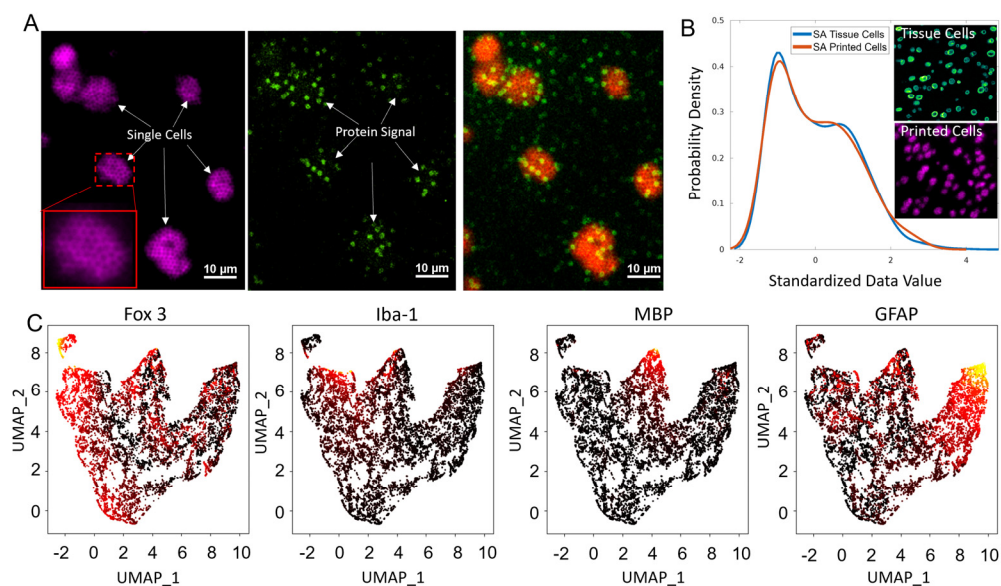 A
Single Cells
10 μm
Protein Signal
10 μm
10 μm
B
SA Tissue Cells
SA Printed Cells
Tissue Cells
Printed Cells
Probability Density
0.5
0.4
0.3
0.2
0.1
0
-2 0 2 4
Standardized Data Value
C
Fox 3
UMAP_2
8
6
4
2
0
-2 0 2 4 6 8 10
UMAP_1
Iba-1
UMAP_2
8
6
4
2
0
-2 0 2 4 6 8 10
UMAP_1
MBP
UMAP_2
8
6
4
2
0
-2 0 2 4 6 8 10
UMAP_1
GFAP
UMAP_2
8
6
4
2
0
-2 0 2 4 6 8 10
UMAP_1